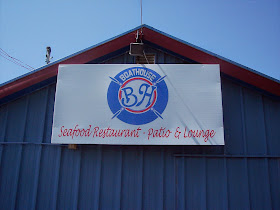 BOATHOUSE
BH
Seafood Restaurant - Patio & Lounge